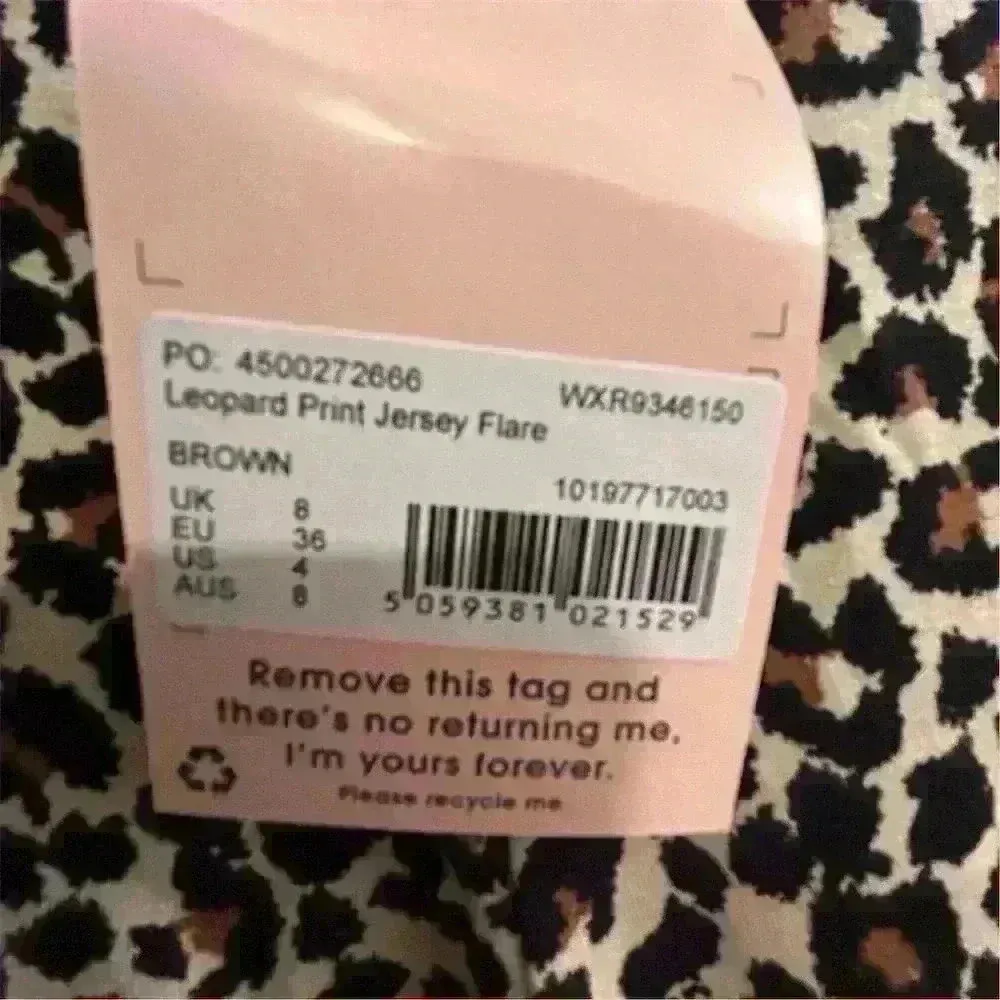 PO: 4500272666
WXR9346150
Leopard Print Jersey Flare
BROWN
10197717003
UK 8
EU 36
US 4
AUS 8
5 059381 021529
Remove this tag and
there's no returning me,
I'm yours forever.
Please recycle me